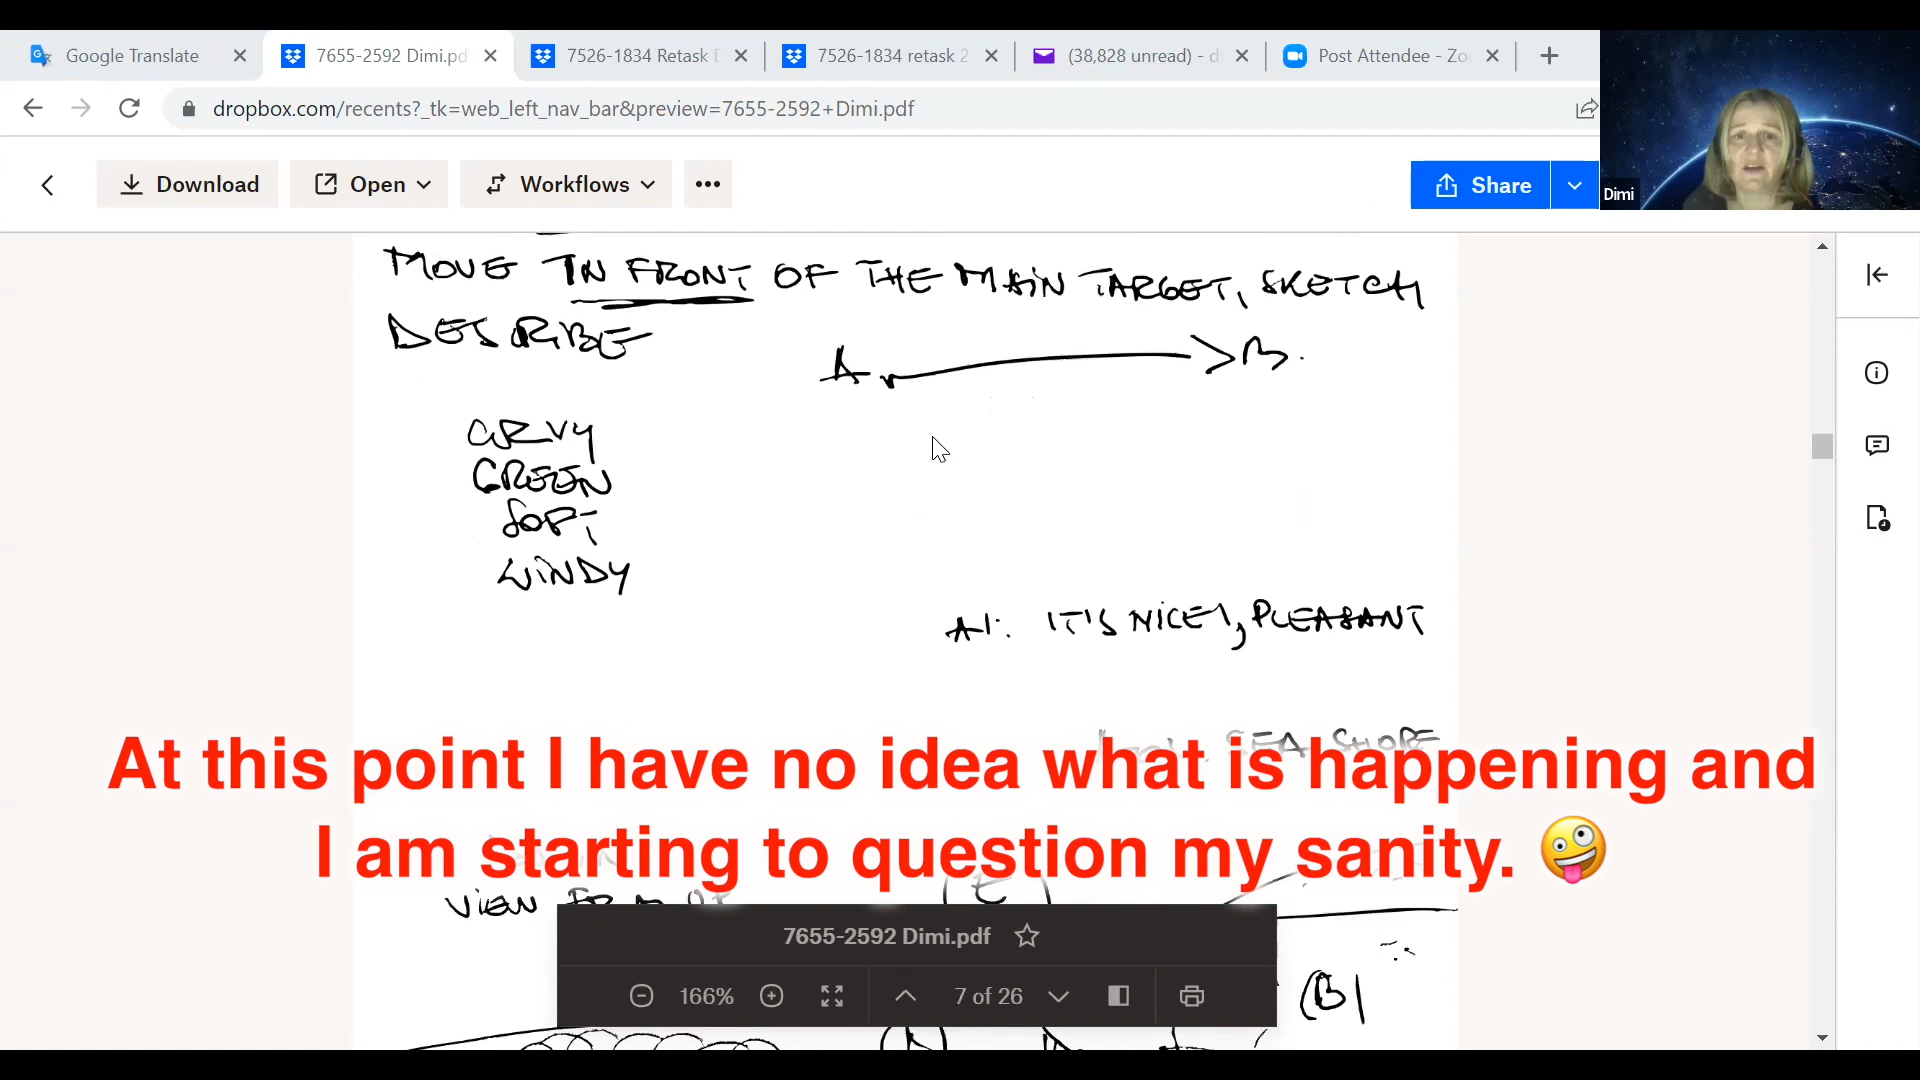 Google Translate
7655-2592 Dimi.pd
7526-1834 Retask D
7526-1834 retask 2
(38,828 unread) - d
Post Attendee - Zo
dropbox.com/recents?_tk=web_left_nav_bar&preview=7655-2592+Dimi.pdf
Download
Open
Workflows
Share
Dimi
MOVE IN FRONT OF THE MAIN TARGET, SKETCH
DESCRIBE
A > B.
CURVY
GREEN
SOFT
WINDY
AI: IT'S NICE!, PLEASANT
SEA SHORE
At this point I have no idea what is happening and
I am starting to question my sanity. 🤪
VIEW FROM OF
7655-2592 Dimi.pdf
166%
7 of 26
(B)